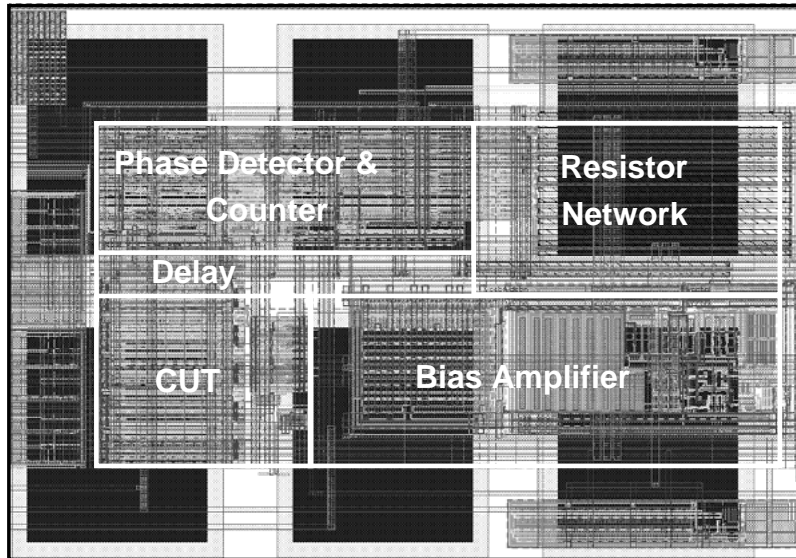 Phase Detector &
Counter
Resistor
Network
Delay
CUT
Bias Amplifier